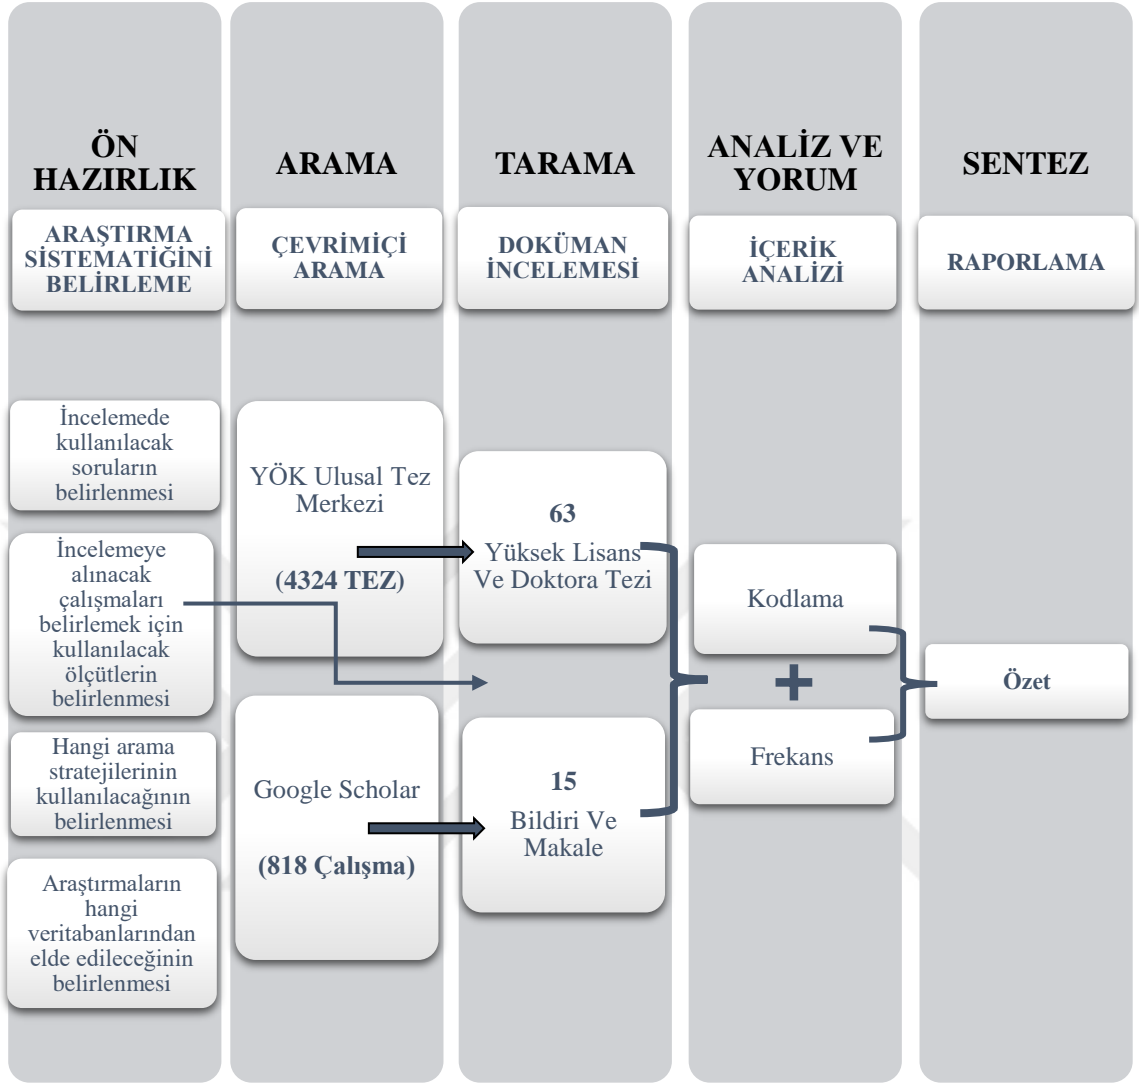 ÖN
HAZIRLIK
ARAŞTIRMA
SİSTEMATİĞİNİ
BELİRLEME
İncelemede
kullanılacak
soruların
belirlenmesi
İncelemeye
alınacak
çalışmaları
belirlemek için
kullanılacak
ölçütlerin
belirlenmesi
Hangi arama
stratejilerinin
kullanılacağının
belirlenmesi
Araştırmaların
hangi
veritabanlarından
elde edileceğinin
belirlenmesi
ARAMA
ÇEVRİMİÇİ
ARAMA
YÖK Ulusal Tez
Merkezi
(4324 TEZ)
Google Scholar
(818 Çalışma)
TARAMA
DOKÜMAN
İNCELEMESİ
63
Yüksek Lisans
Ve Doktora Tezi
15
Bildiri Ve
Makale
ANALİZ VE
YORUM
İÇERİK
ANALİZİ
Kodlama
+
Frekans
SENTEZ
RAPORLAMA
Özet